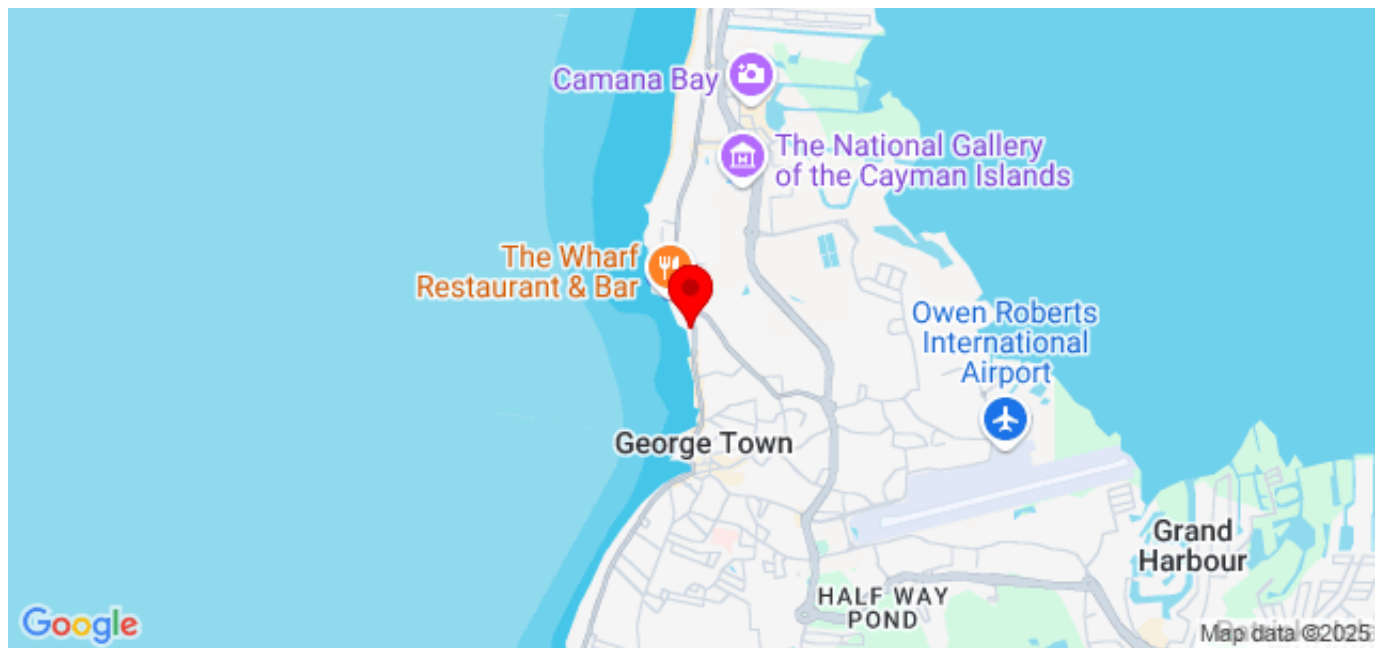 Camana Bay
The National Gallery
of the Cayman Islands
The Wharf
Restaurant & Bar
Owen Roberts
International
Airport
George Town
Grand
Harbour
HALF WAY
POND
Google
Map data ©2025